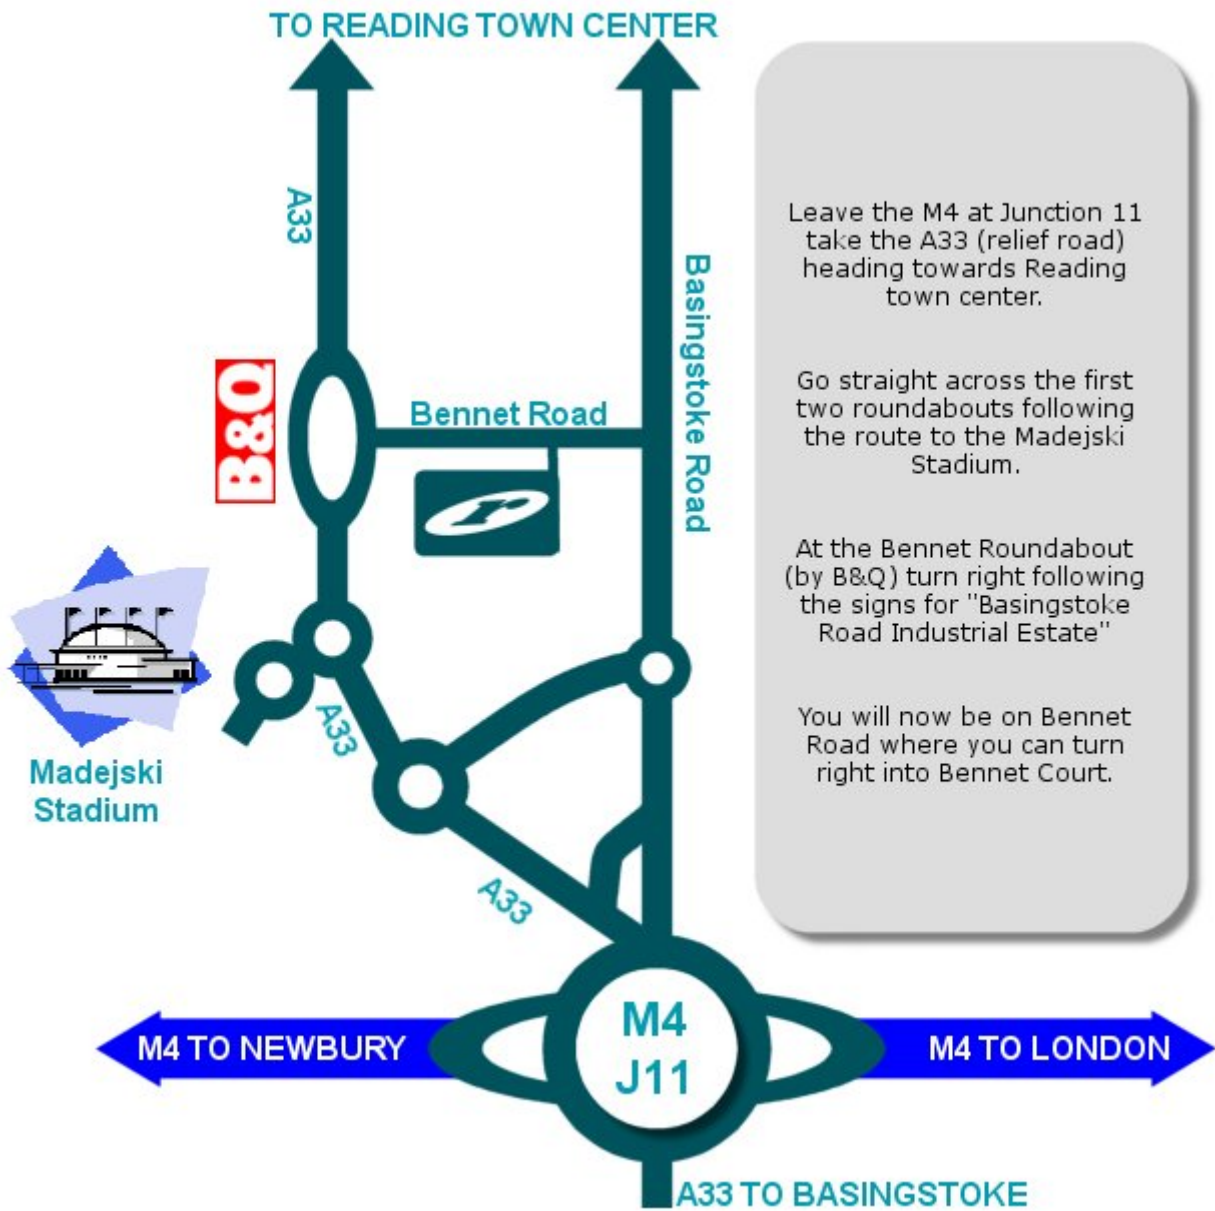 TO READING TOWN CENTER
A33
Basingstoke Road
B&Q
Bennet Road
r
Madejski
Stadium
A33
A33
M4
J11
M4 TO NEWBURY
M4 TO LONDON
A33 TO BASINGSTOKE
Leave the M4 at Junction 11
take the A33 (relief road)
heading towards Reading
town center.
Go straight across the first
two roundabouts following
the route to the Madejski
Stadium.
At the Bennet Roundabout
(by B&Q) turn right following
the signs for "Basingstoke
Road Industrial Estate"
You will now be on Bennet
Road where you can turn
right into Bennet Court.